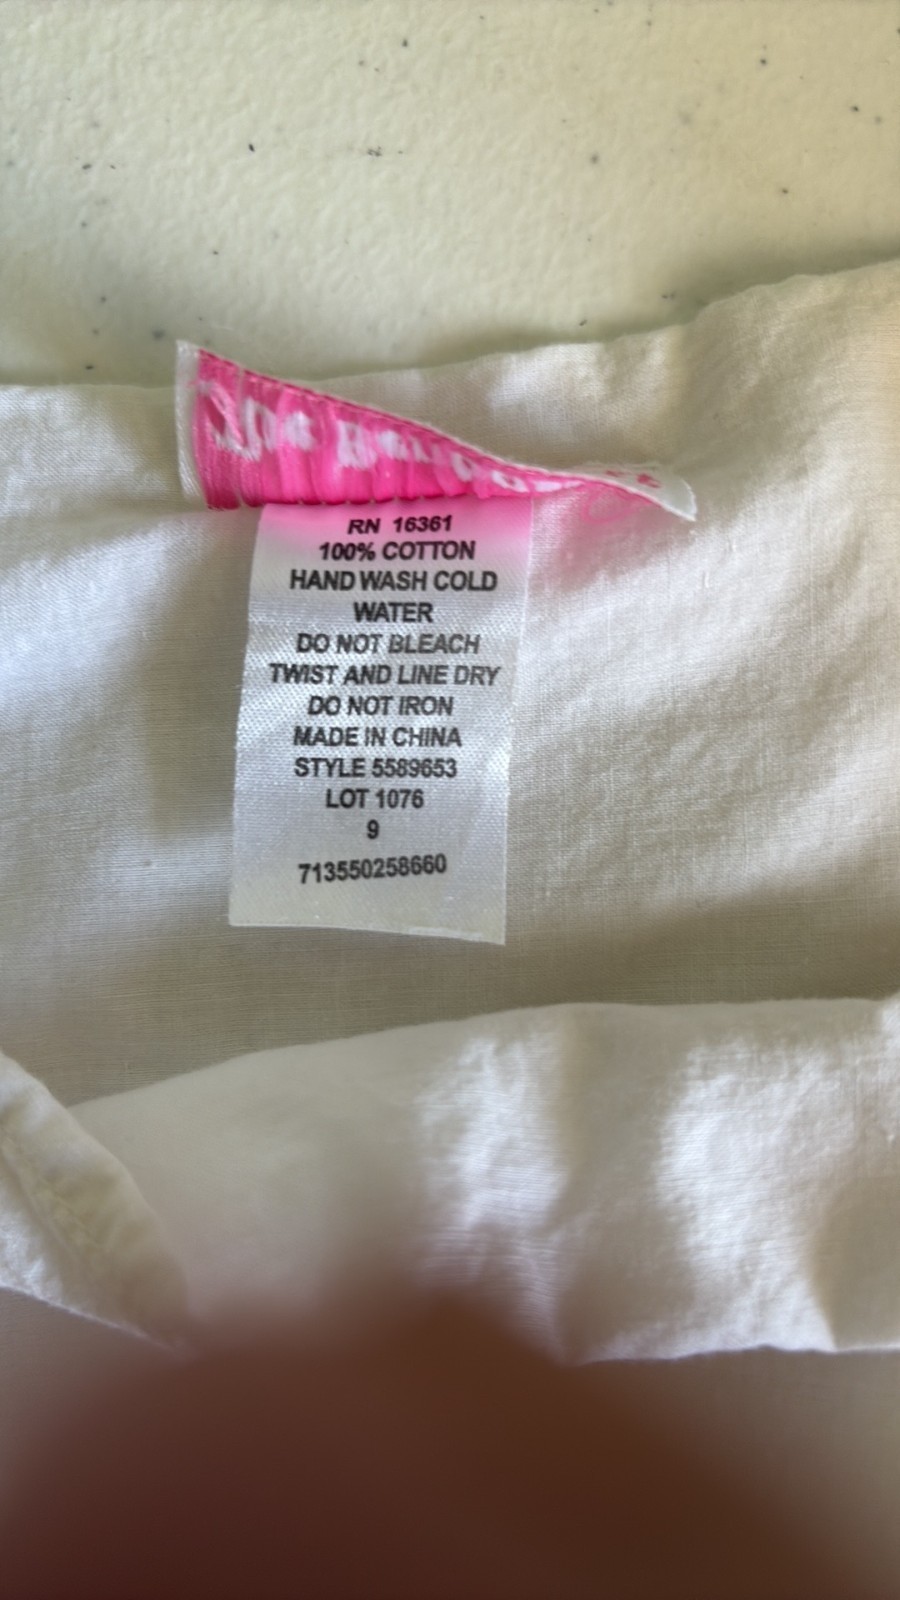 RN 16361
100% COTTON
HAND WASH COLD
WATER
DO NOT BLEACH
TWIST AND LINE DRY
DO NOT IRON
MADE IN CHINA
STYLE 5589653
LOT 1076
9
713550258660